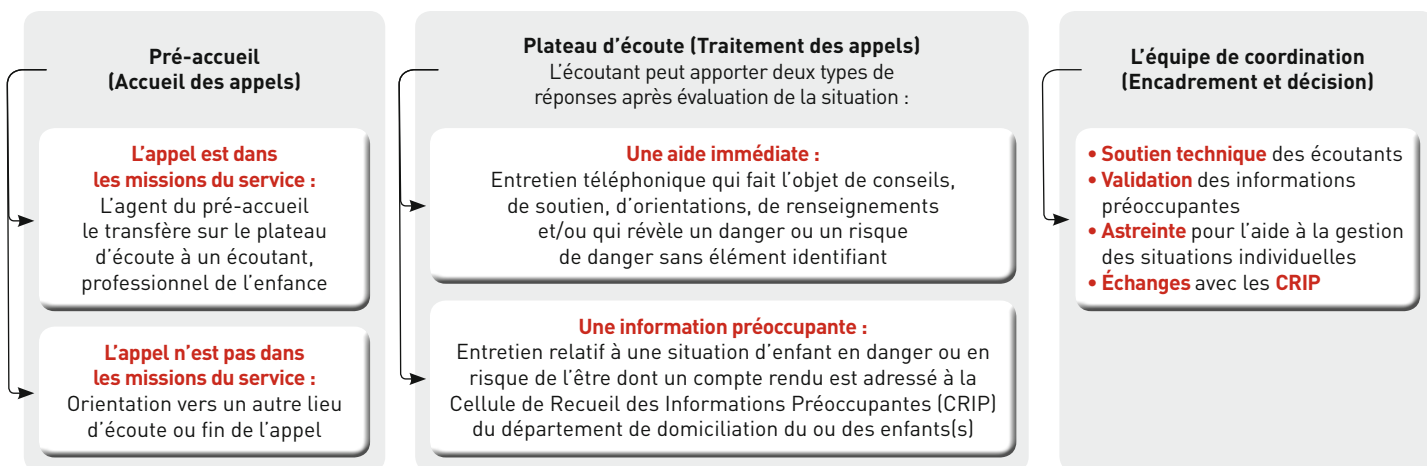 Pré-accueil
(Accueil des appels)
L’appel est dans
les missions du service :
L’agent du pré-accueil
le transfère sur le plateau
d’écoute à un écoutant,
professionnel de l’enfance
L’appel n’est pas dans
les missions du service :
Orientation vers un autre lieu
d’écoute ou fin de l’appel
Plateau d’écoute (Traitement des appels)
L’écoutant peut apporter deux types de
réponses après évaluation de la situation :
Une aide immédiate :
Entretien téléphonique qui fait l’objet de conseils,
de soutien, d’orientations, de renseignements
et/ou qui révèle un danger ou un risque
de danger sans élément identifiant
Une information préoccupante :
Entretien relatif à une situation d’enfant en danger ou en
risque de l’être dont un compte rendu est adressé à la
Cellule de Recueil des Informations Préoccupantes (CRIP)
du département de domiciliation du ou des enfants(s)
L’équipe de coordination
(Encadrement et décision)
• Soutien technique des écoutants
• Validation des informations
préoccupantes
• Astreinte pour l’aide à la gestion
des situations individuelles
• Échanges avec les CRIP